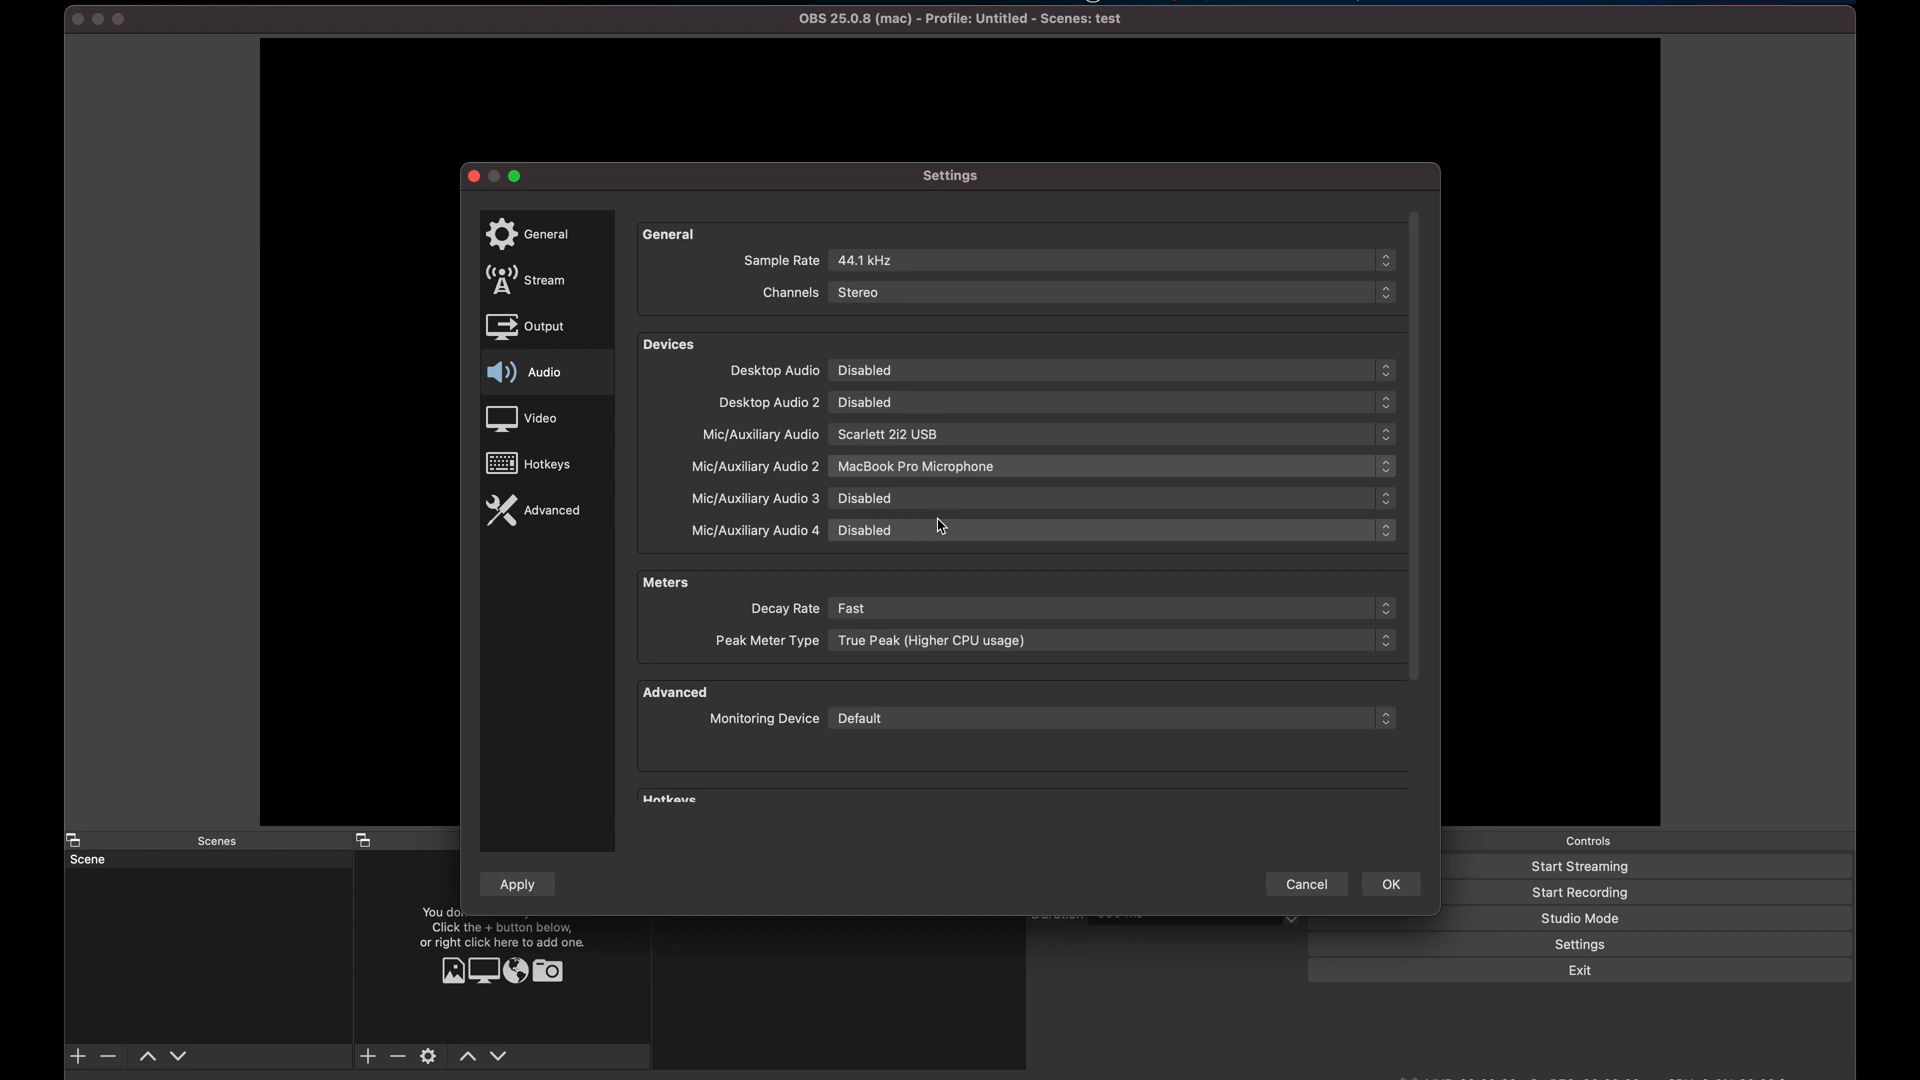 OBS 25.0.8 (mac) - Profile: Untitled - Scenes: test
Settings
General
Stream
Output
Audio
Video
Hotkeys
Advanced
General
Sample Rate 44.1 kHz
Channels Stereo
Devices
Desktop Audio Disabled
Desktop Audio 2 Disabled
Mic/Auxiliary Audio Scarlett 2i2 USB
Mic/Auxiliary Audio 2 MacBook Pro Microphone
Mic/Auxiliary Audio 3 Disabled
Mic/Auxiliary Audio 4 Disabled
Meters
Decay Rate Fast
Peak Meter Type True Peak (Higher CPU usage)
Advanced
Monitoring Device Default
Hotkeys
Apply
Cancel
OK
Scenes
Scene
You don
Click the + button below,
or right click here to add one.
Controls
Start Streaming
Start Recording
Studio Mode
Settings
Exit